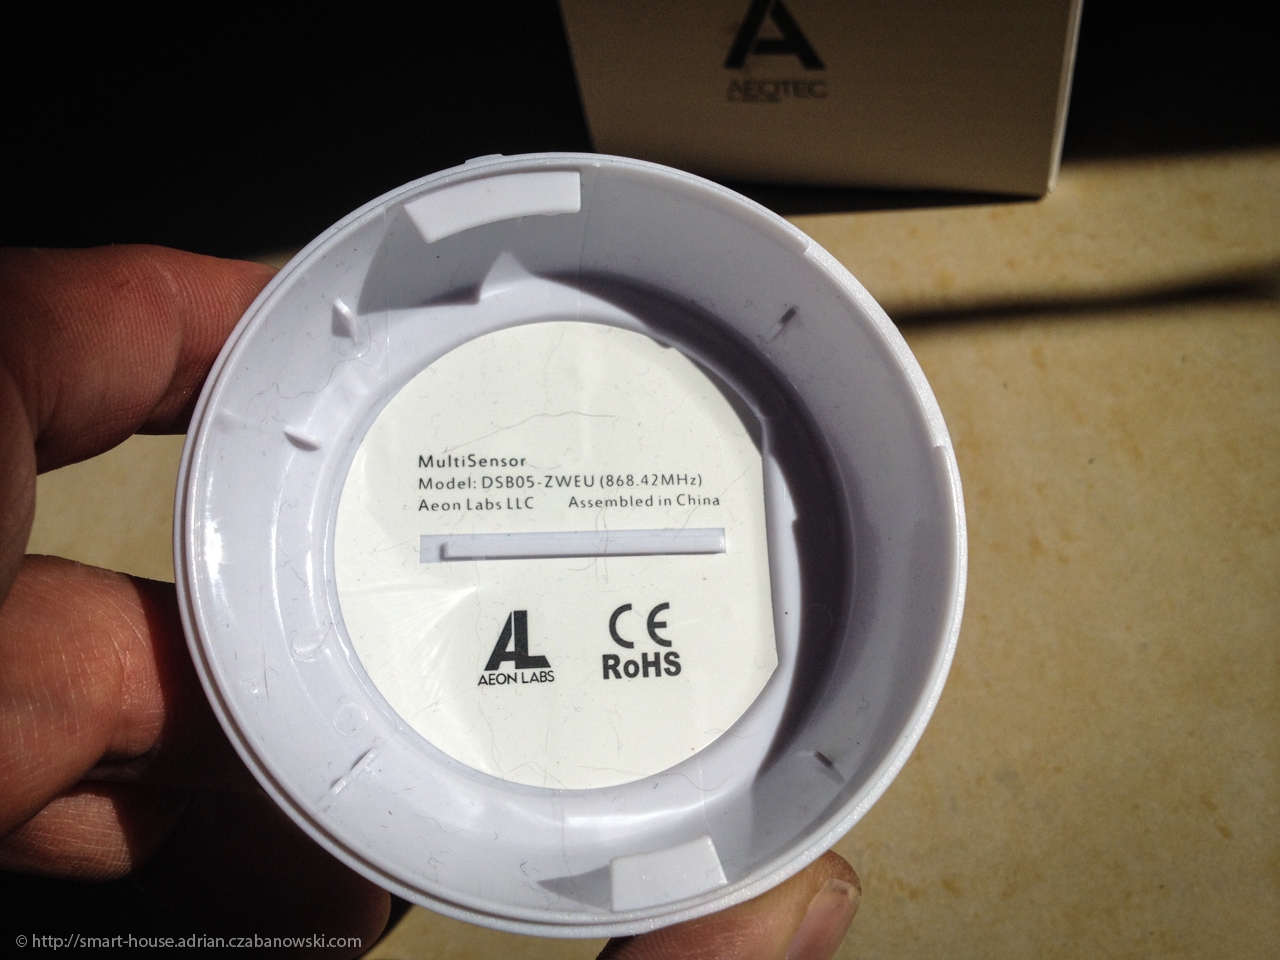 AEOTEC
MultiSensor
Model: DSB05-ZWEU (868.42MHz)
Aeon Labs LLC Assembled in China
AL
AEON LABS
CE
RoHS
© http://smart-house.adrian.czabanowski.com